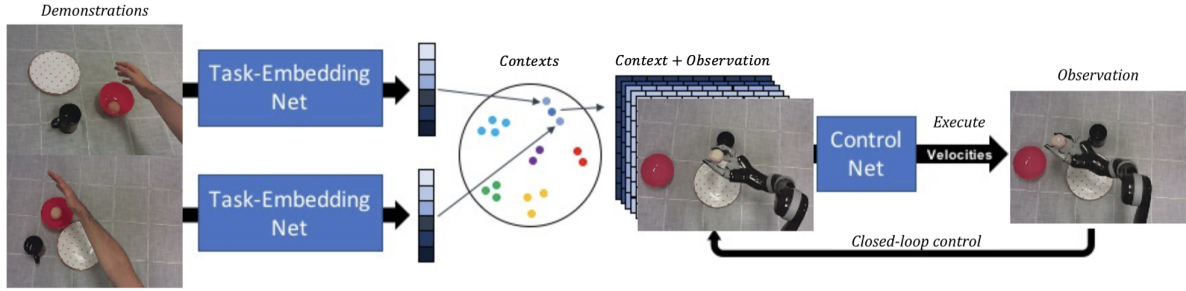 Demonstrations
Task-Embedding
Net
Task-Embedding
Net
Contexts
Context + Observation
Control
Net
Execute
Velocities
Observation
Closed-loop control